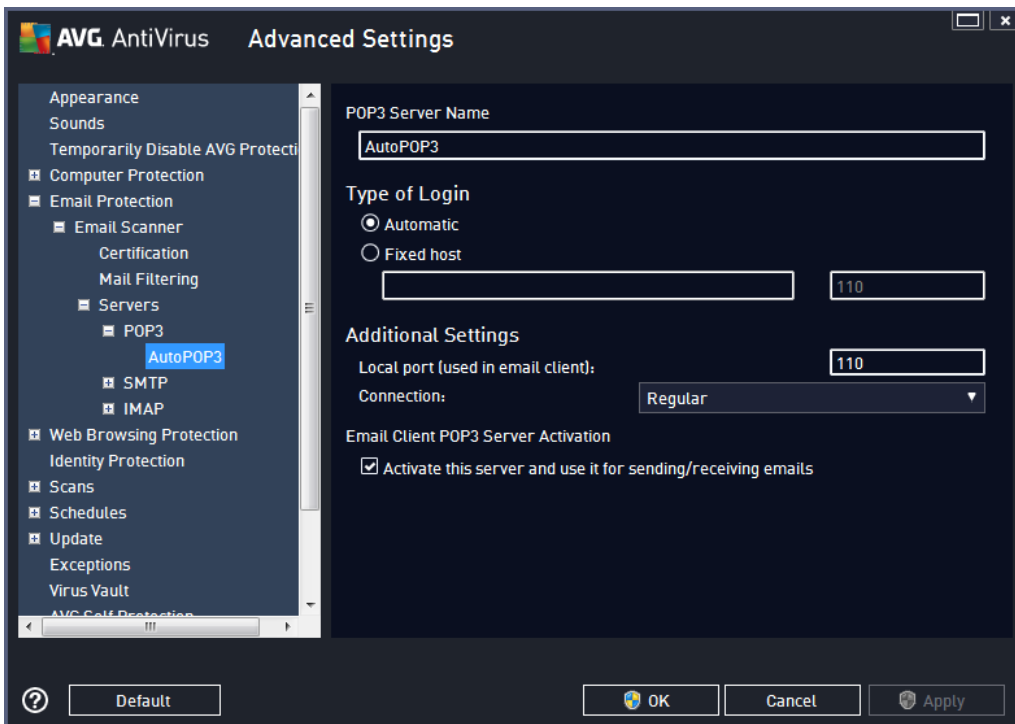 AVG AntiVirus Advanced Settings
Appearance
Sounds
Temporarily Disable AVG Protecti
Computer Protection
Email Protection
Email Scanner
Certification
Mail Filtering
Servers
POP3
AutoPOP3
SMTP
IMAP
Web Browsing Protection
Identity Protection
Scans
Schedules
Update
Exceptions
Virus Vault
AVG Self Protection
POP3 Server Name
AutoPOP3
Type of Login
Automatic
Fixed host
110
Additional Settings
Local port (used in email client): 110
Connection: Regular
Email Client POP3 Server Activation
Activate this server and use it for sending/receiving emails
? Default OK Cancel Apply